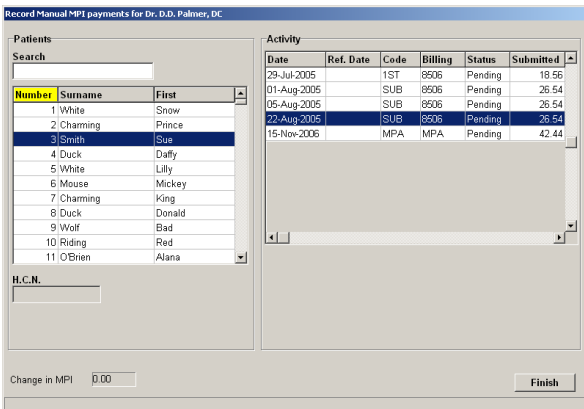 Record Manual MPI payments for Dr. D.D. Palmer, DC
Patients
Search
Number Surname First
1 White Snow
2 Charming Prince
3 Smith Sue
4 Duck Daffy
5 White Lilly
6 Mouse Mickey
7 Charming King
8 Duck Donald
9 Wolf Bad
10 Riding Red
11 O'Brien Alana
H.C.N.
Activity
Date Ref. Date Code Billing Status Submitted
29-Jul-2005 1ST 8506 Pending 18.56
01-Aug-2005 SUB 8506 Pending 26.54
05-Aug-2005 SUB 8506 Pending 26.54
22-Aug-2005 SUB 8506 Pending 26.54
15-Nov-2006 MPA MPA Pending 42.44
Change in MPI 0.00
Finish